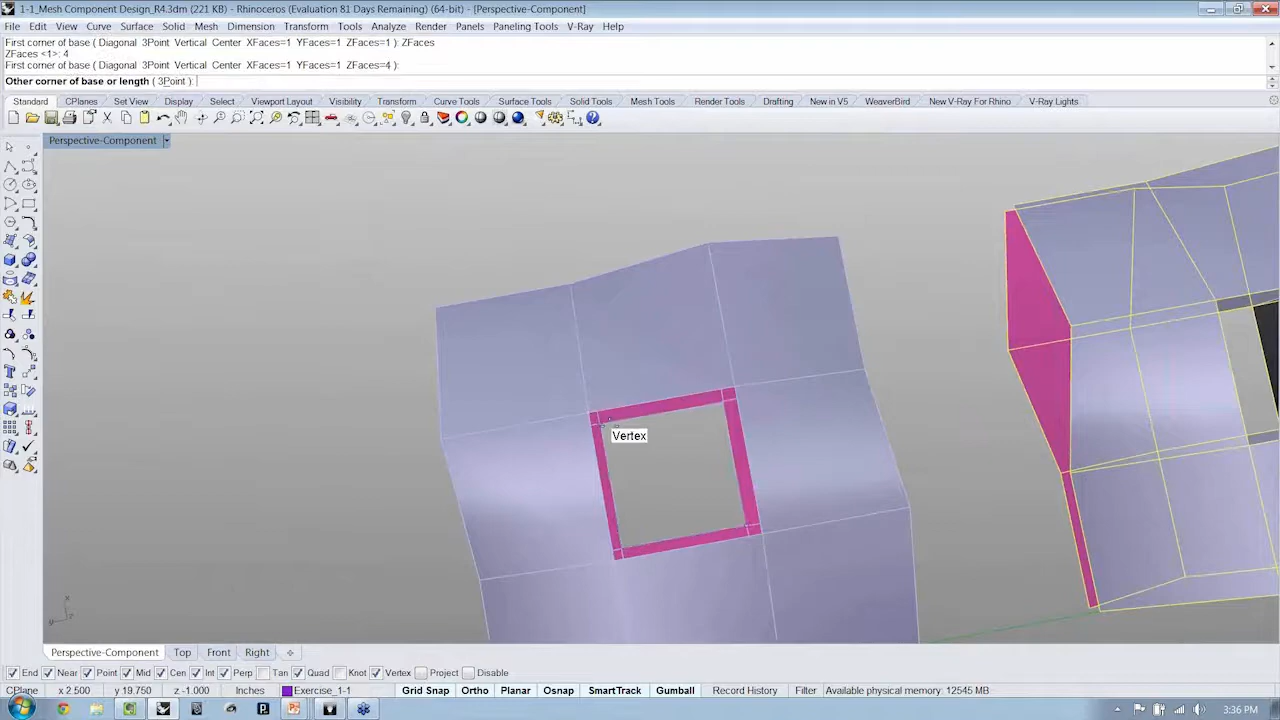 1-1_Mesh Component Design_R4.3dm (221 KB) - Rhinoceros (Evaluation 81 Days Remaining) (64-bit) - [Perspective-Component]
File Edit View Curve Surface Solid Mesh Dimension Transform Tools Analyze Render Panels Paneling Tools V-Ray Help
First corner of base ( Diagonal 3Point Vertical Center XFaces=1 YFaces=1 ZFaces=1 ): ZFaces
ZFaces <1>: 4
First corner of base ( Diagonal 3Point Vertical Center XFaces=1 YFaces=1 ZFaces=4 ):
Other corner of base or length ( 3Point ):
Standard CPlanes Set View Display Select Viewport Layout Visibility Transform Curve Tools Surface Tools Solid Tools Mesh Tools Render Tools Drafting New in V5 WeaverBird New V-Ray For Rhino V-Ray Lights
Perspective-Component
Vertex
x
y z
Perspective-Component Top Front Right
End Near Point Mid Cen Int Perp Tan Quad Knot Vertex Project Disable
CPlane x 2.500 y 19.750 z -1.000 Inches Exercise_1-1 Grid Snap Ortho Planar Osnap SmartTrack Gumball Record History Filter Available physical memory: 12545 MB
3:36 PM